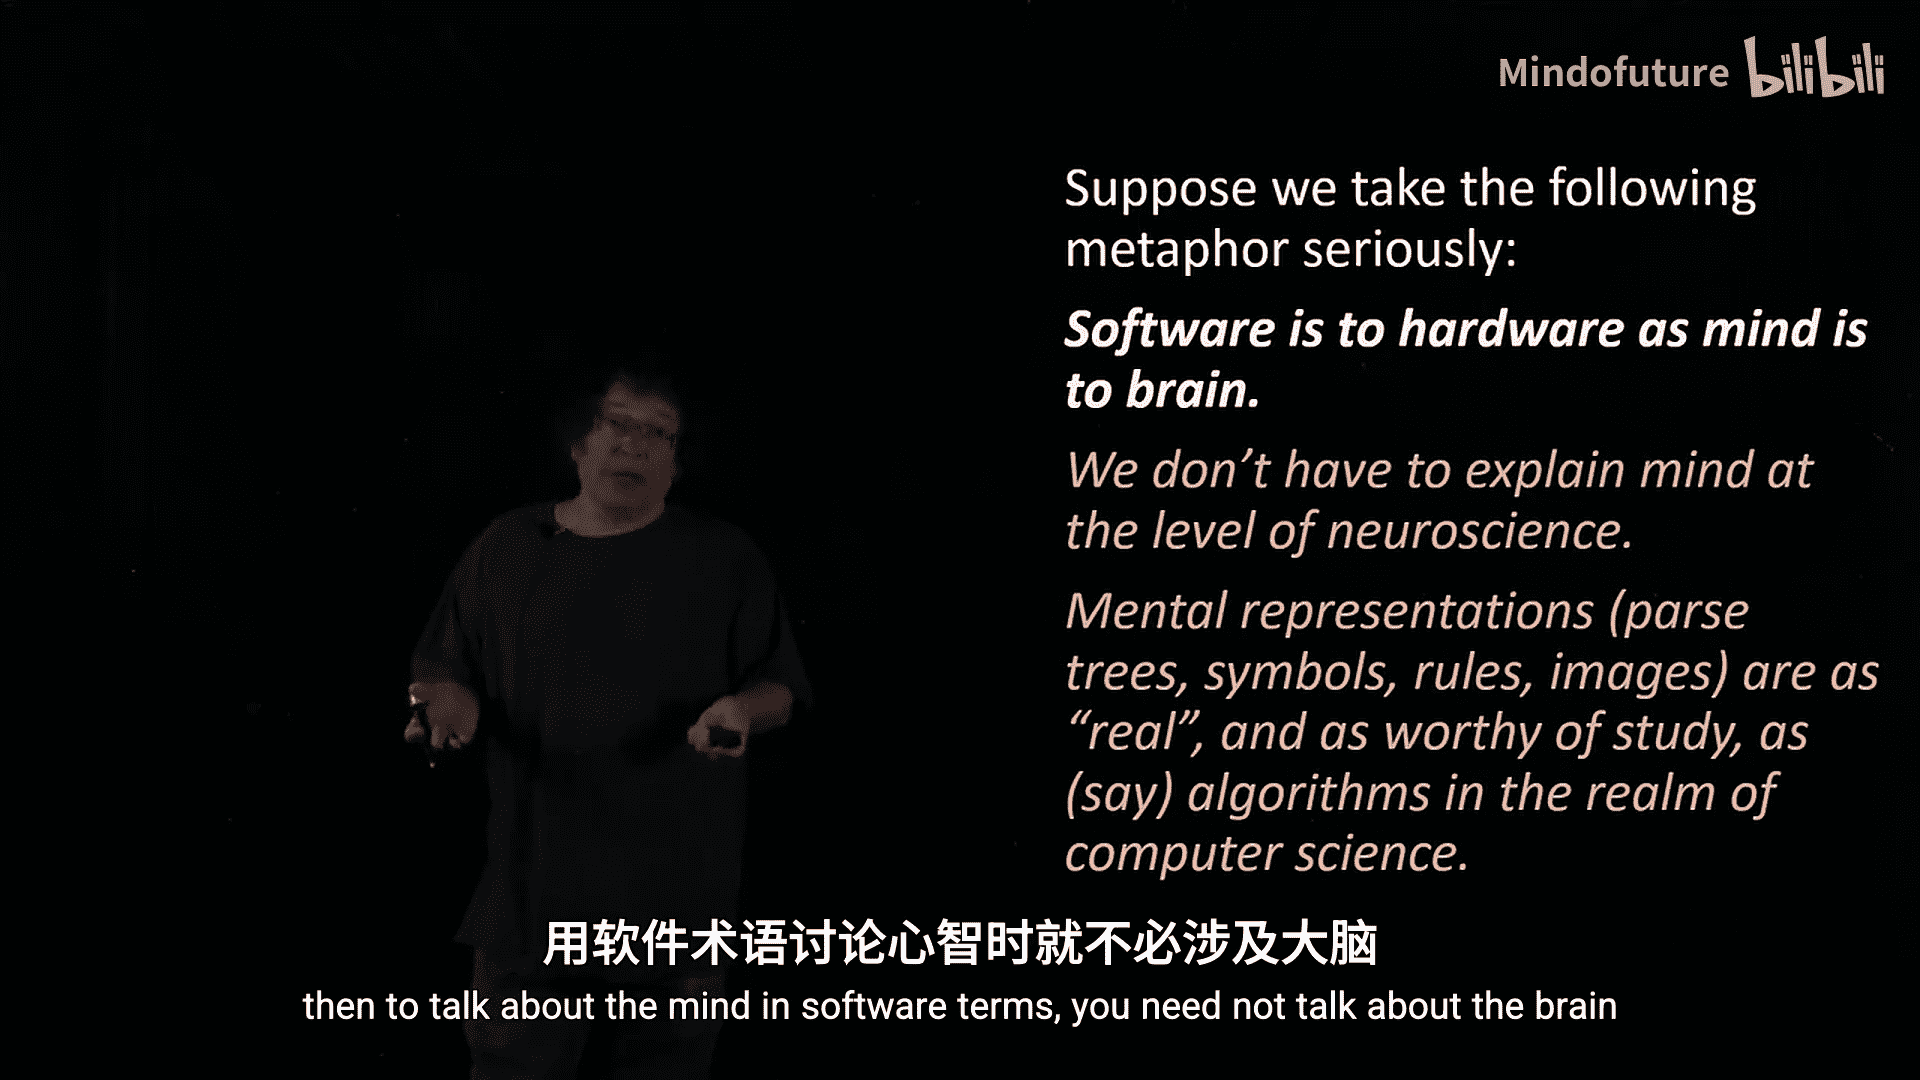 Mindofuture bilibili
Suppose we take the following
metaphor seriously:
Software is to hardware as mind is
to brain.
We don’t have to explain mind at
the level of neuroscience.
Mental representations (parse
trees, symbols, rules, images) are as
“real”, and as worthy of study, as
(say) algorithms in the realm of
computer science.
用软件术语讨论心智时就不必涉及大脑
then to talk about the mind in software terms, you need not talk about the brain